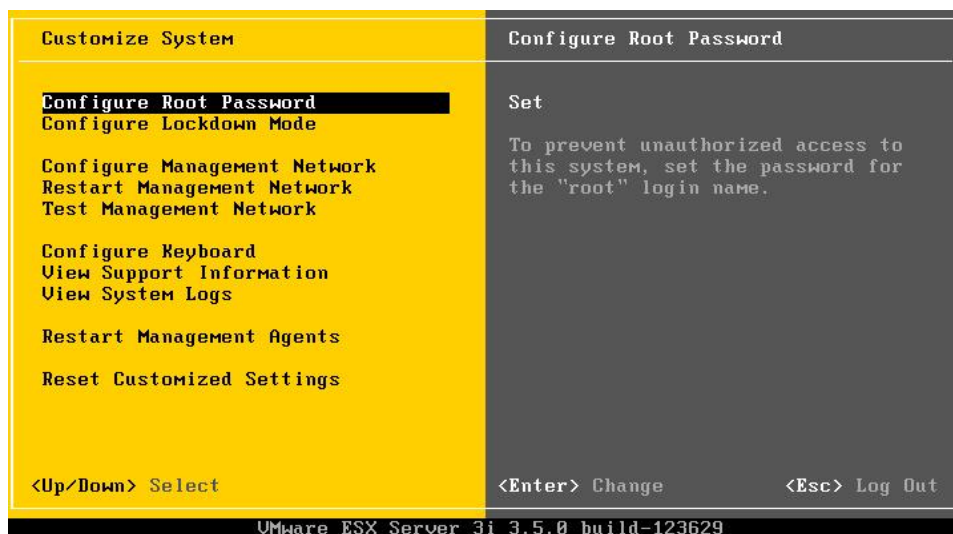 Customize System
Configure Root Password
Configure Lockdown Mode
Configure Management Network
Restart Management Network
Test Management Network
Configure Keyboard
View Support Information
View System Logs
Restart Management Agents
Reset Customized Settings
<Up/Down> Select
Configure Root Password
Set
To prevent unauthorized access to
this system, set the password for
the "root" login name.
<Enter> Change <Esc> Log Out
VMware ESX Server 3i 3.5.0 build-123629